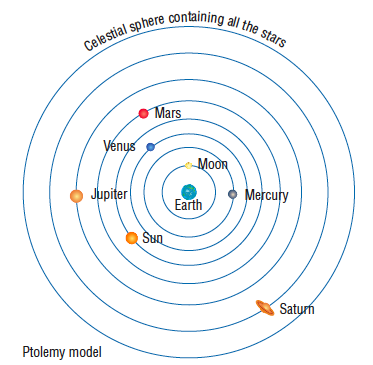 Celestial sphere containing all the stars
Mars
Venus
Moon
Jupiter
Mercury
Earth
Sun
Saturn
Ptolemy model